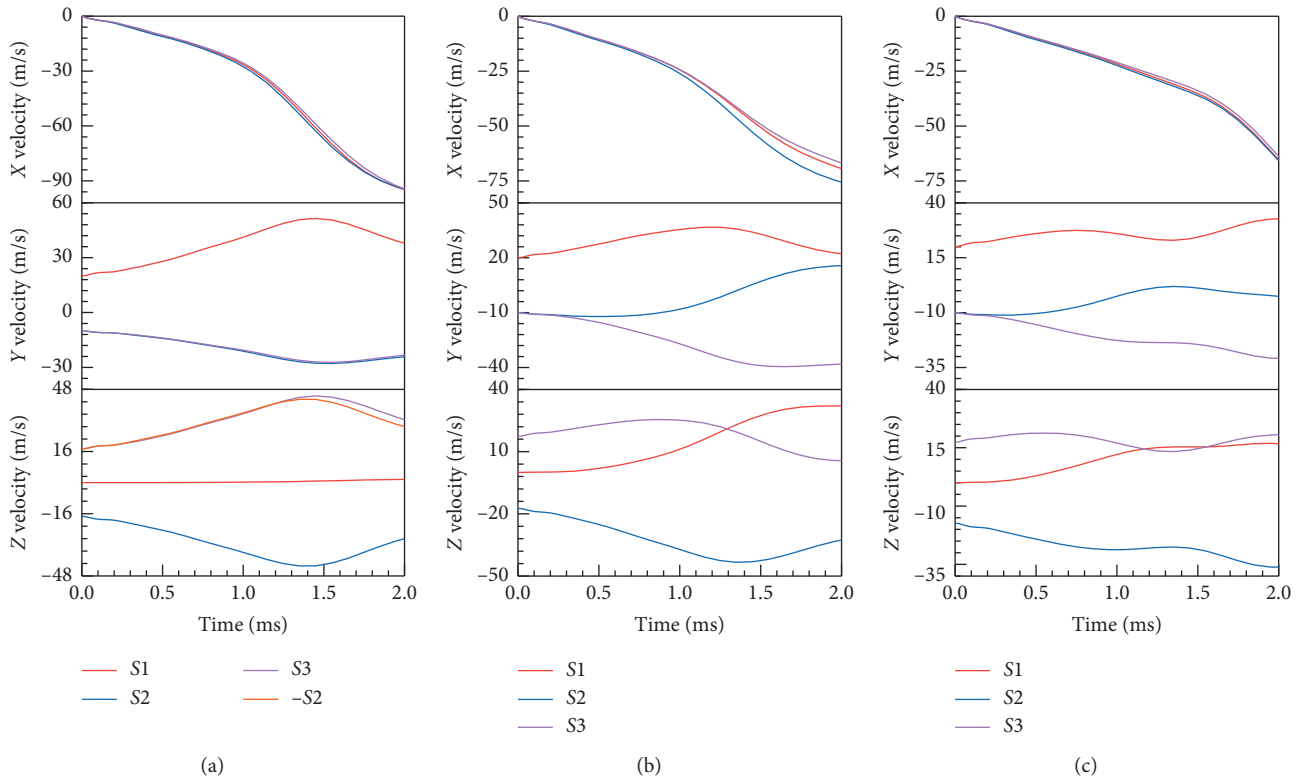 0
−30
−60
−90
X velocity (m/s)
60
30
0
−30
Y velocity (m/s)
48
16
−16
−48
Z velocity (m/s)
0.0 0.5 1.0 1.5 2.0
Time (ms)
S1 S3
S2 −S2
(a)
0
−25
−50
−75
X velocity (m/s)
50
20
−10
−40
Y velocity (m/s)
40
10
−20
−50
Z velocity (m/s)
0.0 0.5 1.0 1.5 2.0
Time (ms)
S1
S2
S3
(b)
0
−25
−50
−75
X velocity (m/s)
40
15
−10
−35
Y velocity (m/s)
40
15
−10
−35
Z velocity (m/s)
0.0 0.5 1.0 1.5 2.0
Time (ms)
S1
S2
S3
(c)